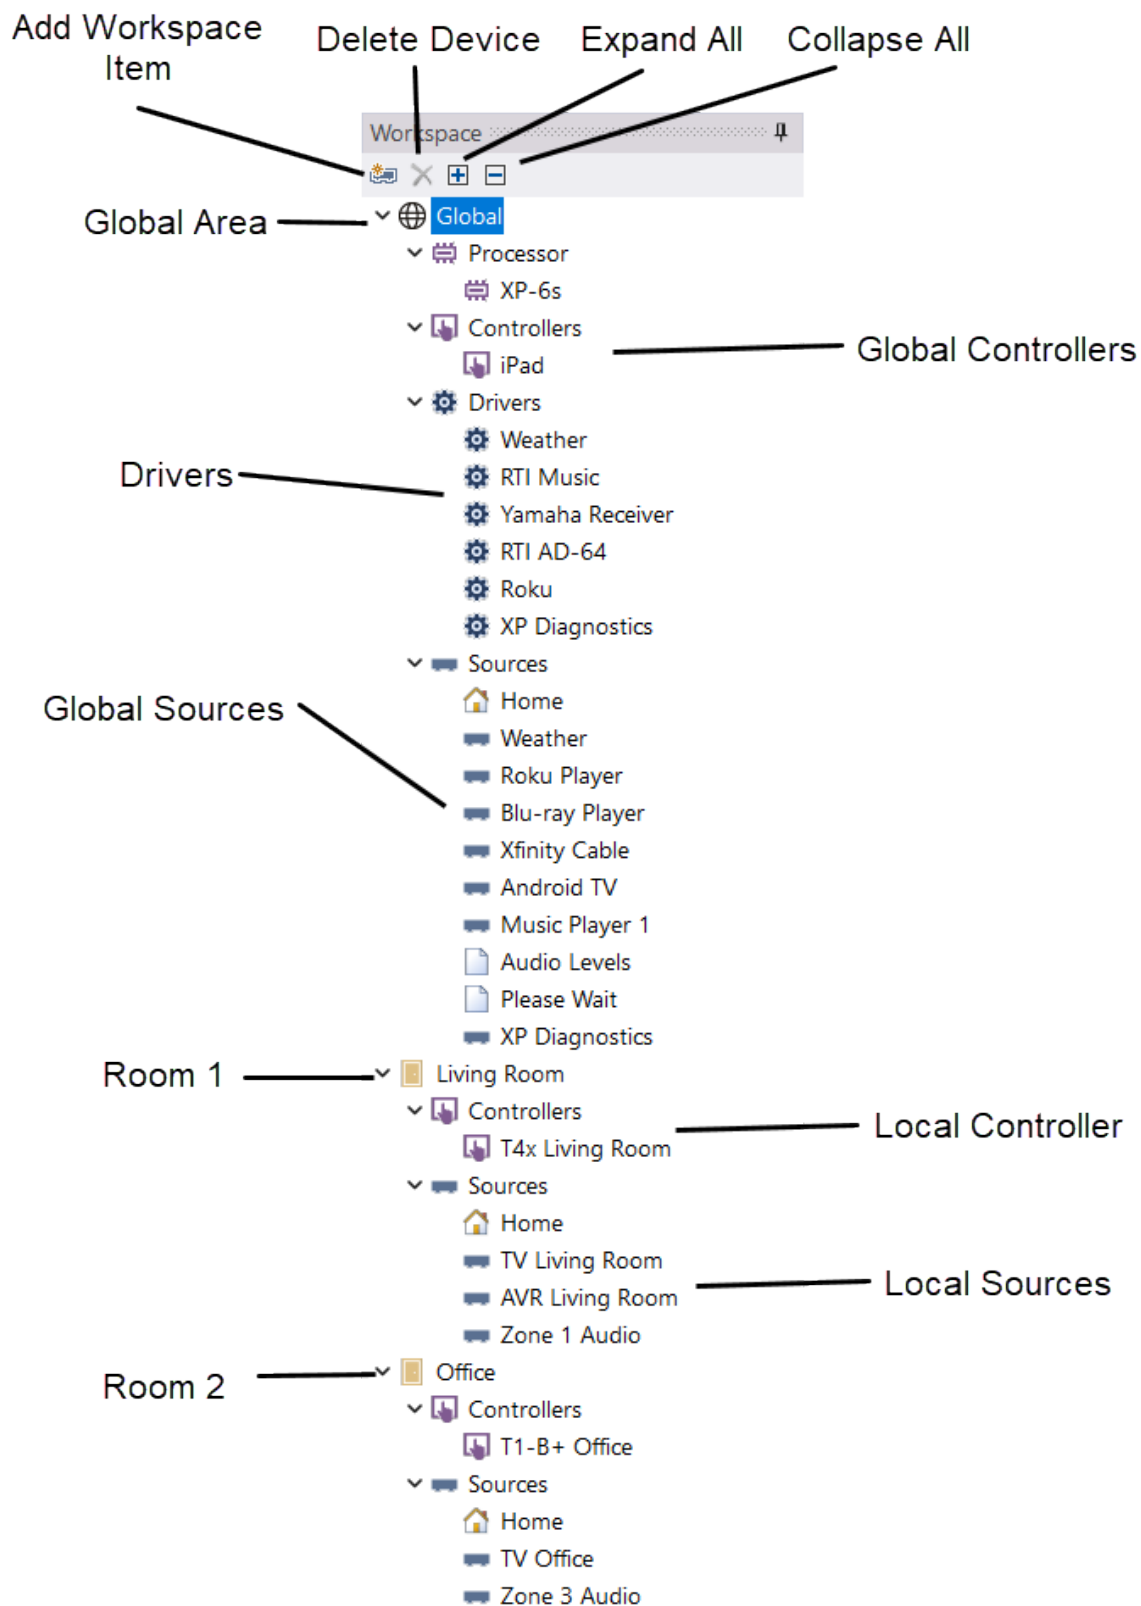 Add Workspace
Item
Delete Device
Expand All
Collapse All
Workspace
Global Area
Global
Processor
XP-6s
Controllers
Global Controllers
iPad
Drivers
Weather
Drivers
RTI Music
Yamaha Receiver
RTI AD-64
Roku
XP Diagnostics
Sources
Home
Global Sources
Weather
Roku Player
Blu-ray Player
Xfinity Cable
Android TV
Music Player 1
Audio Levels
Please Wait
XP Diagnostics
Room 1
Living Room
Controllers
Local Controller
T4x Living Room
Sources
Home
TV Living Room
Local Sources
AVR Living Room
Zone 1 Audio
Room 2
Office
Controllers
T1-B+ Office
Sources
Home
TV Office
Zone 3 Audio